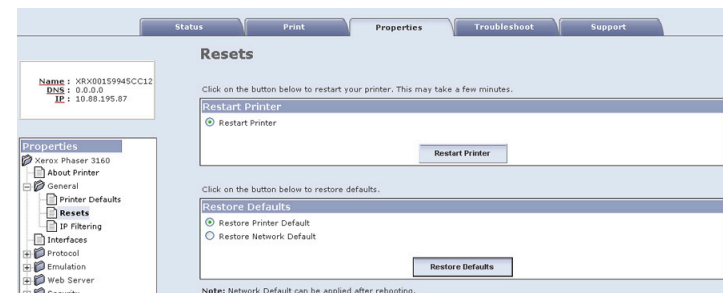 Status Print Properties Troubleshoot Support
Resets
Name : XRX00159945CC12
DNS : 0.0.0.0
IP : 10.88.195.87
Click on the button below to restart your printer. This may take a few minutes.
Restart Printer
Restart Printer
Restart Printer
Properties
Xerox Phaser 3160
About Printer
General
Printer Defaults
Resets
IP Filtering
Interfaces
Protocol
Emulation
Web Server
Security
Click on the button below to restore defaults.
Restore Defaults
Restore Printer Default
Restore Network Default
Restore Defaults
Note: Network Default can be applied after rebooting.